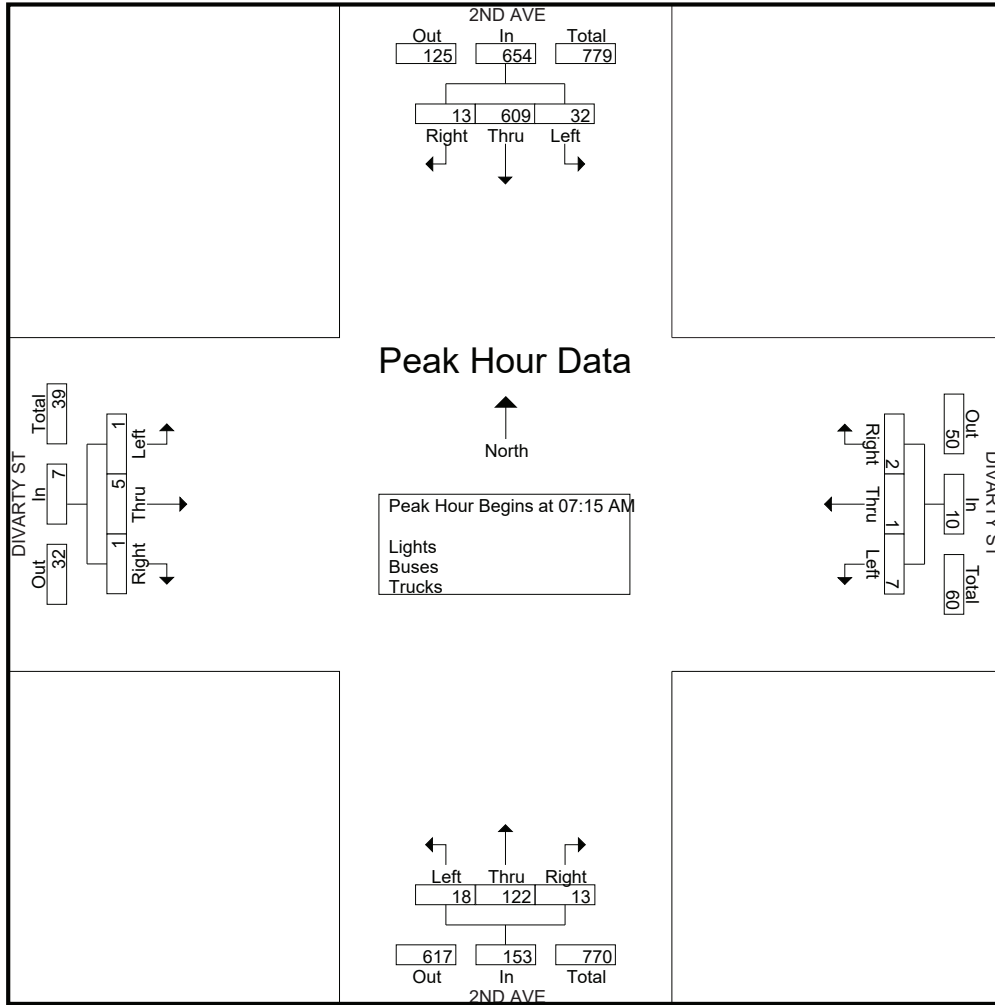 2ND AVE
Out In Total
125 654 779
13 609 32
Right Thru Left
Peak Hour Data
North
Peak Hour Begins at 07:15 AM
Lights
Buses
Trucks
DIVARTY ST
Total In Out
39 7 32
1 5 1
Left Thru Right
DIVARTY ST
Out In Total
50 10 60
2 1 7
Right Thru Left
Left Thru Right
18 122 13
617 153 770
Out In Total
2ND AVE